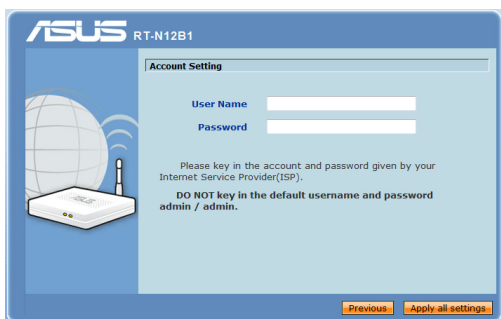 ASUS RT-N12B1
Account Setting
User Name
Password
Please key in the account and password given by your
Internet Service Provider(ISP).
DO NOT key in the default username and password
admin / admin.
ASUS
Previous Apply all settings